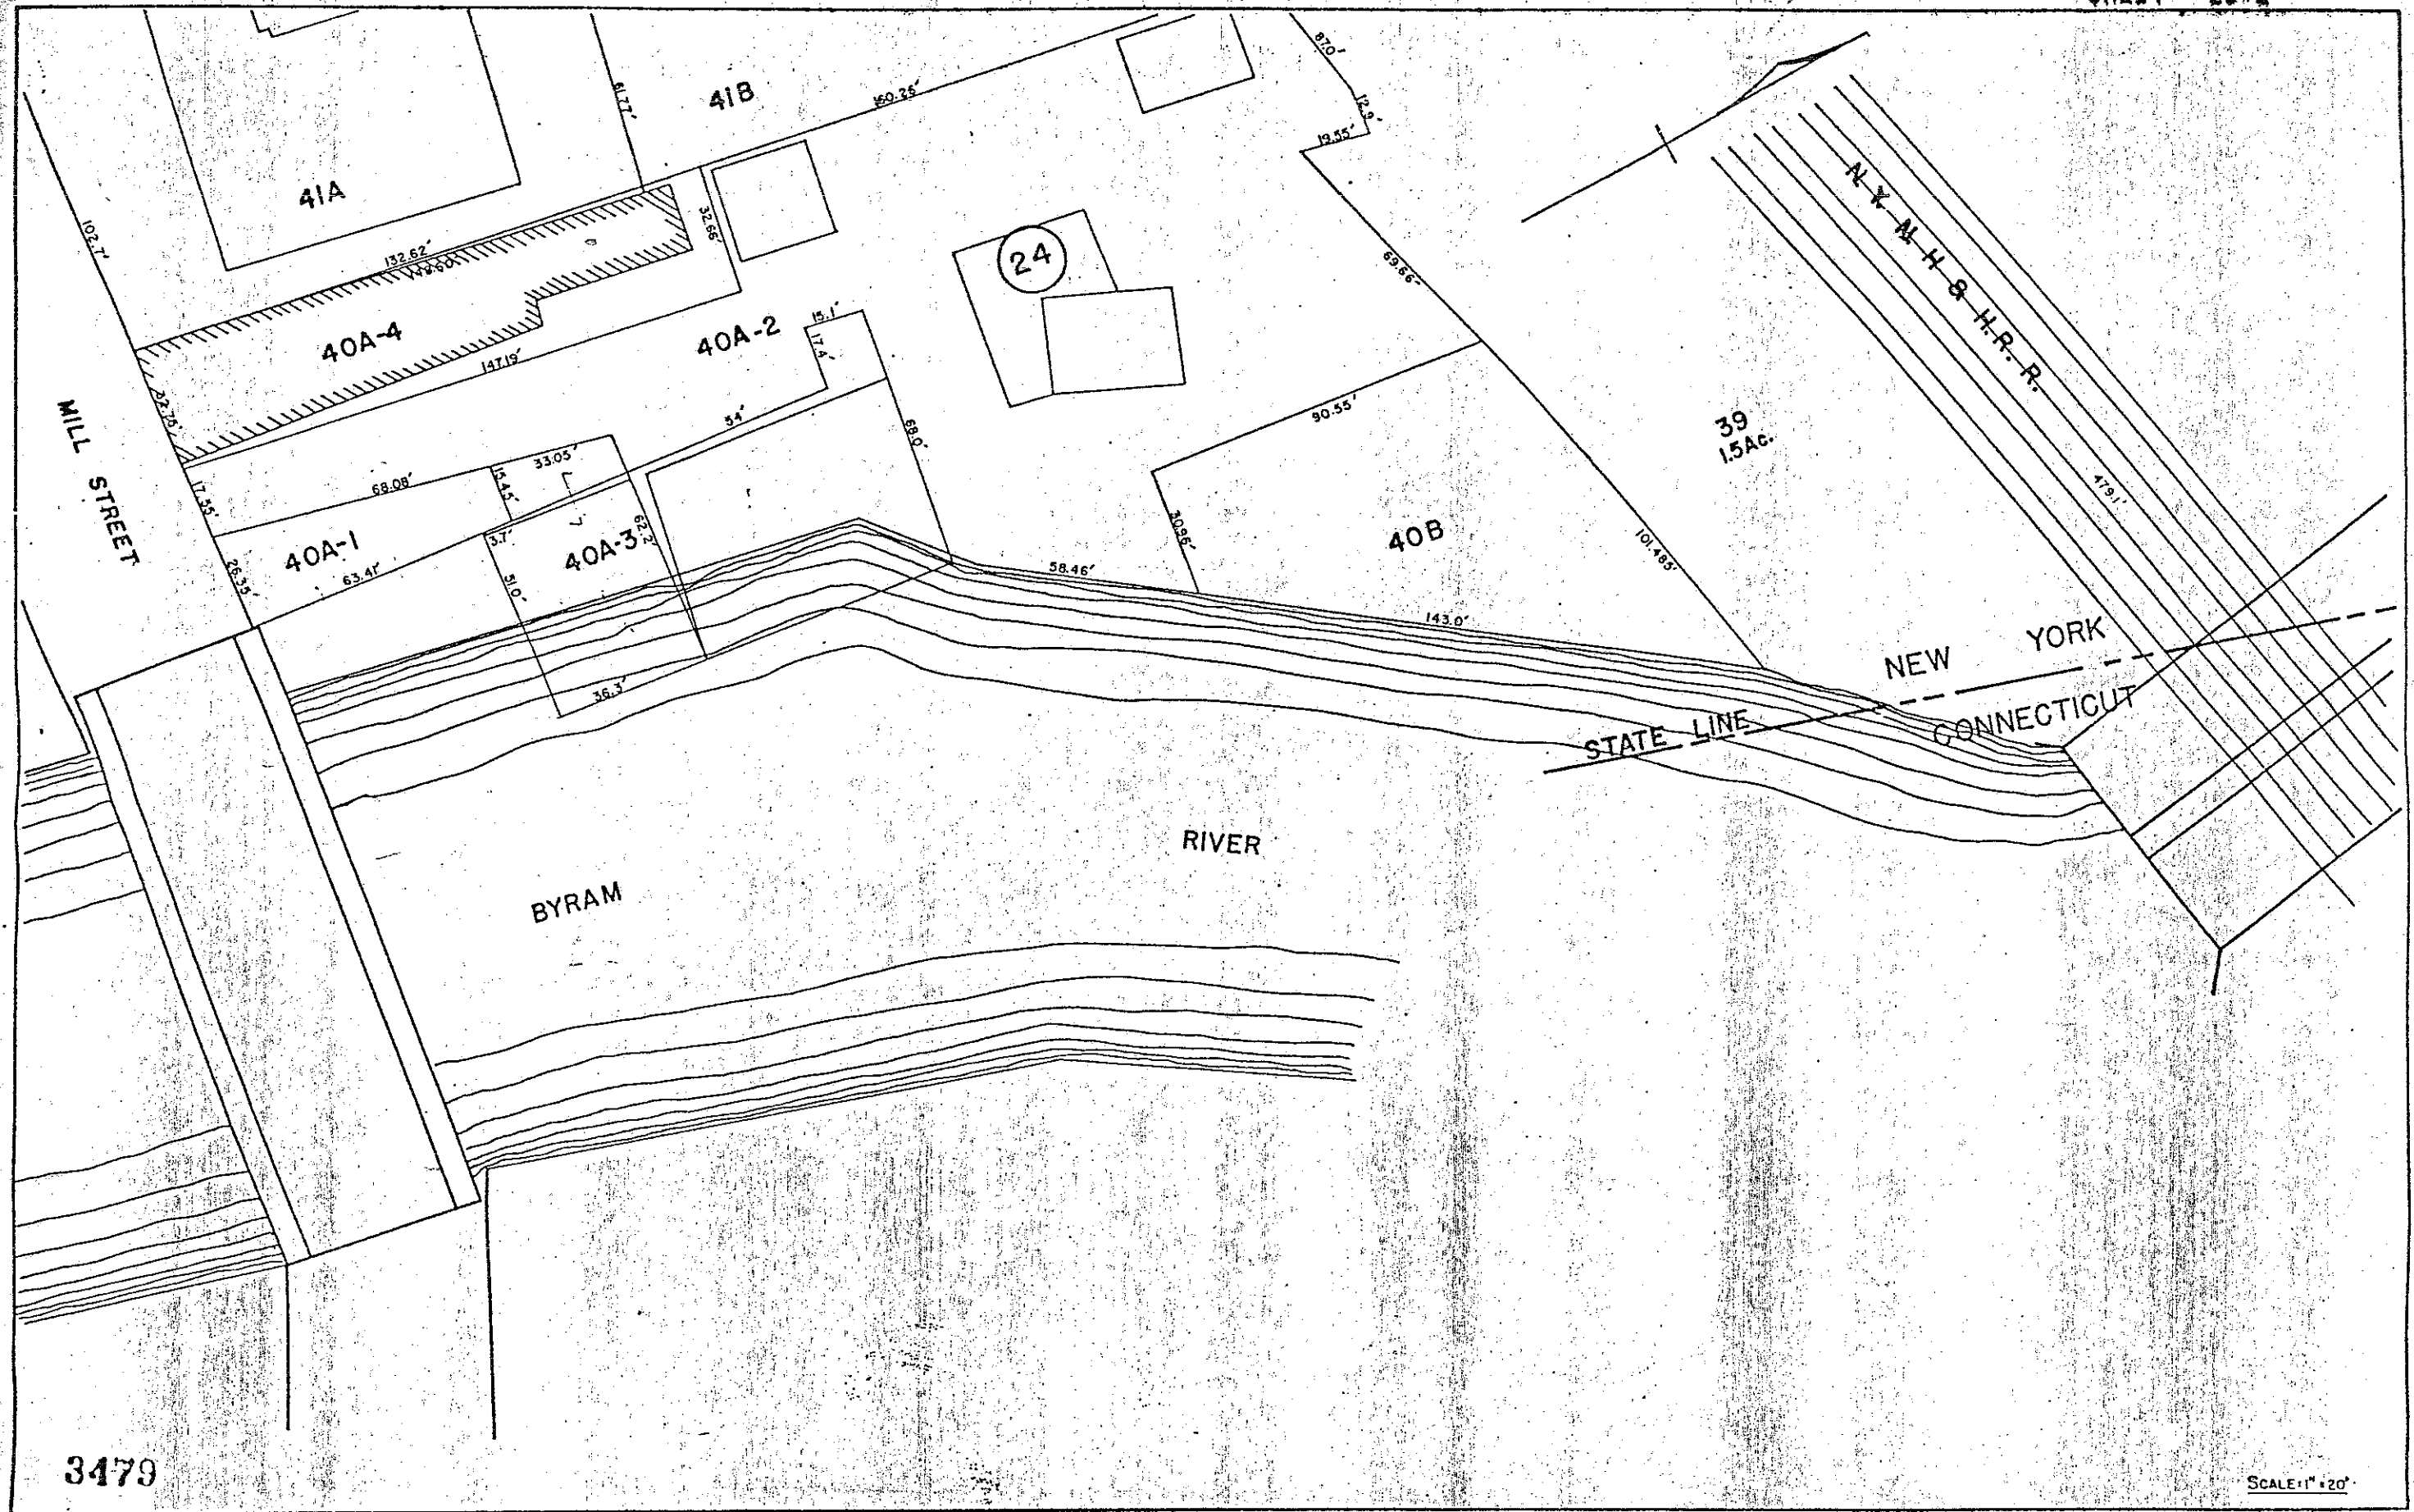 87.0'
41B
61.77'
160.25'
12.9'
19.55'
41A
102.7'
32.66'
132.62'
24
69.66'
N. Y. N. H. & H. R. R.
40A-4
40A-2
15.1'
17.4'
147.19'
32.75'
MILL STREET
54'
90.55'
39
1.5Ac.
68.0'
33.05'
68.08'
15.45'
17.55'
479.1'
40A-1
3.7'
62.2'
40A-3
30.96'
40B
101.485'
26.35'
63.41'
51.0'
58.46'
143.0'
NEW YORK
36.3'
STATE LINE
CONNECTICUT
RIVER
BYRAM
3479
SCALE: 1" = 20'